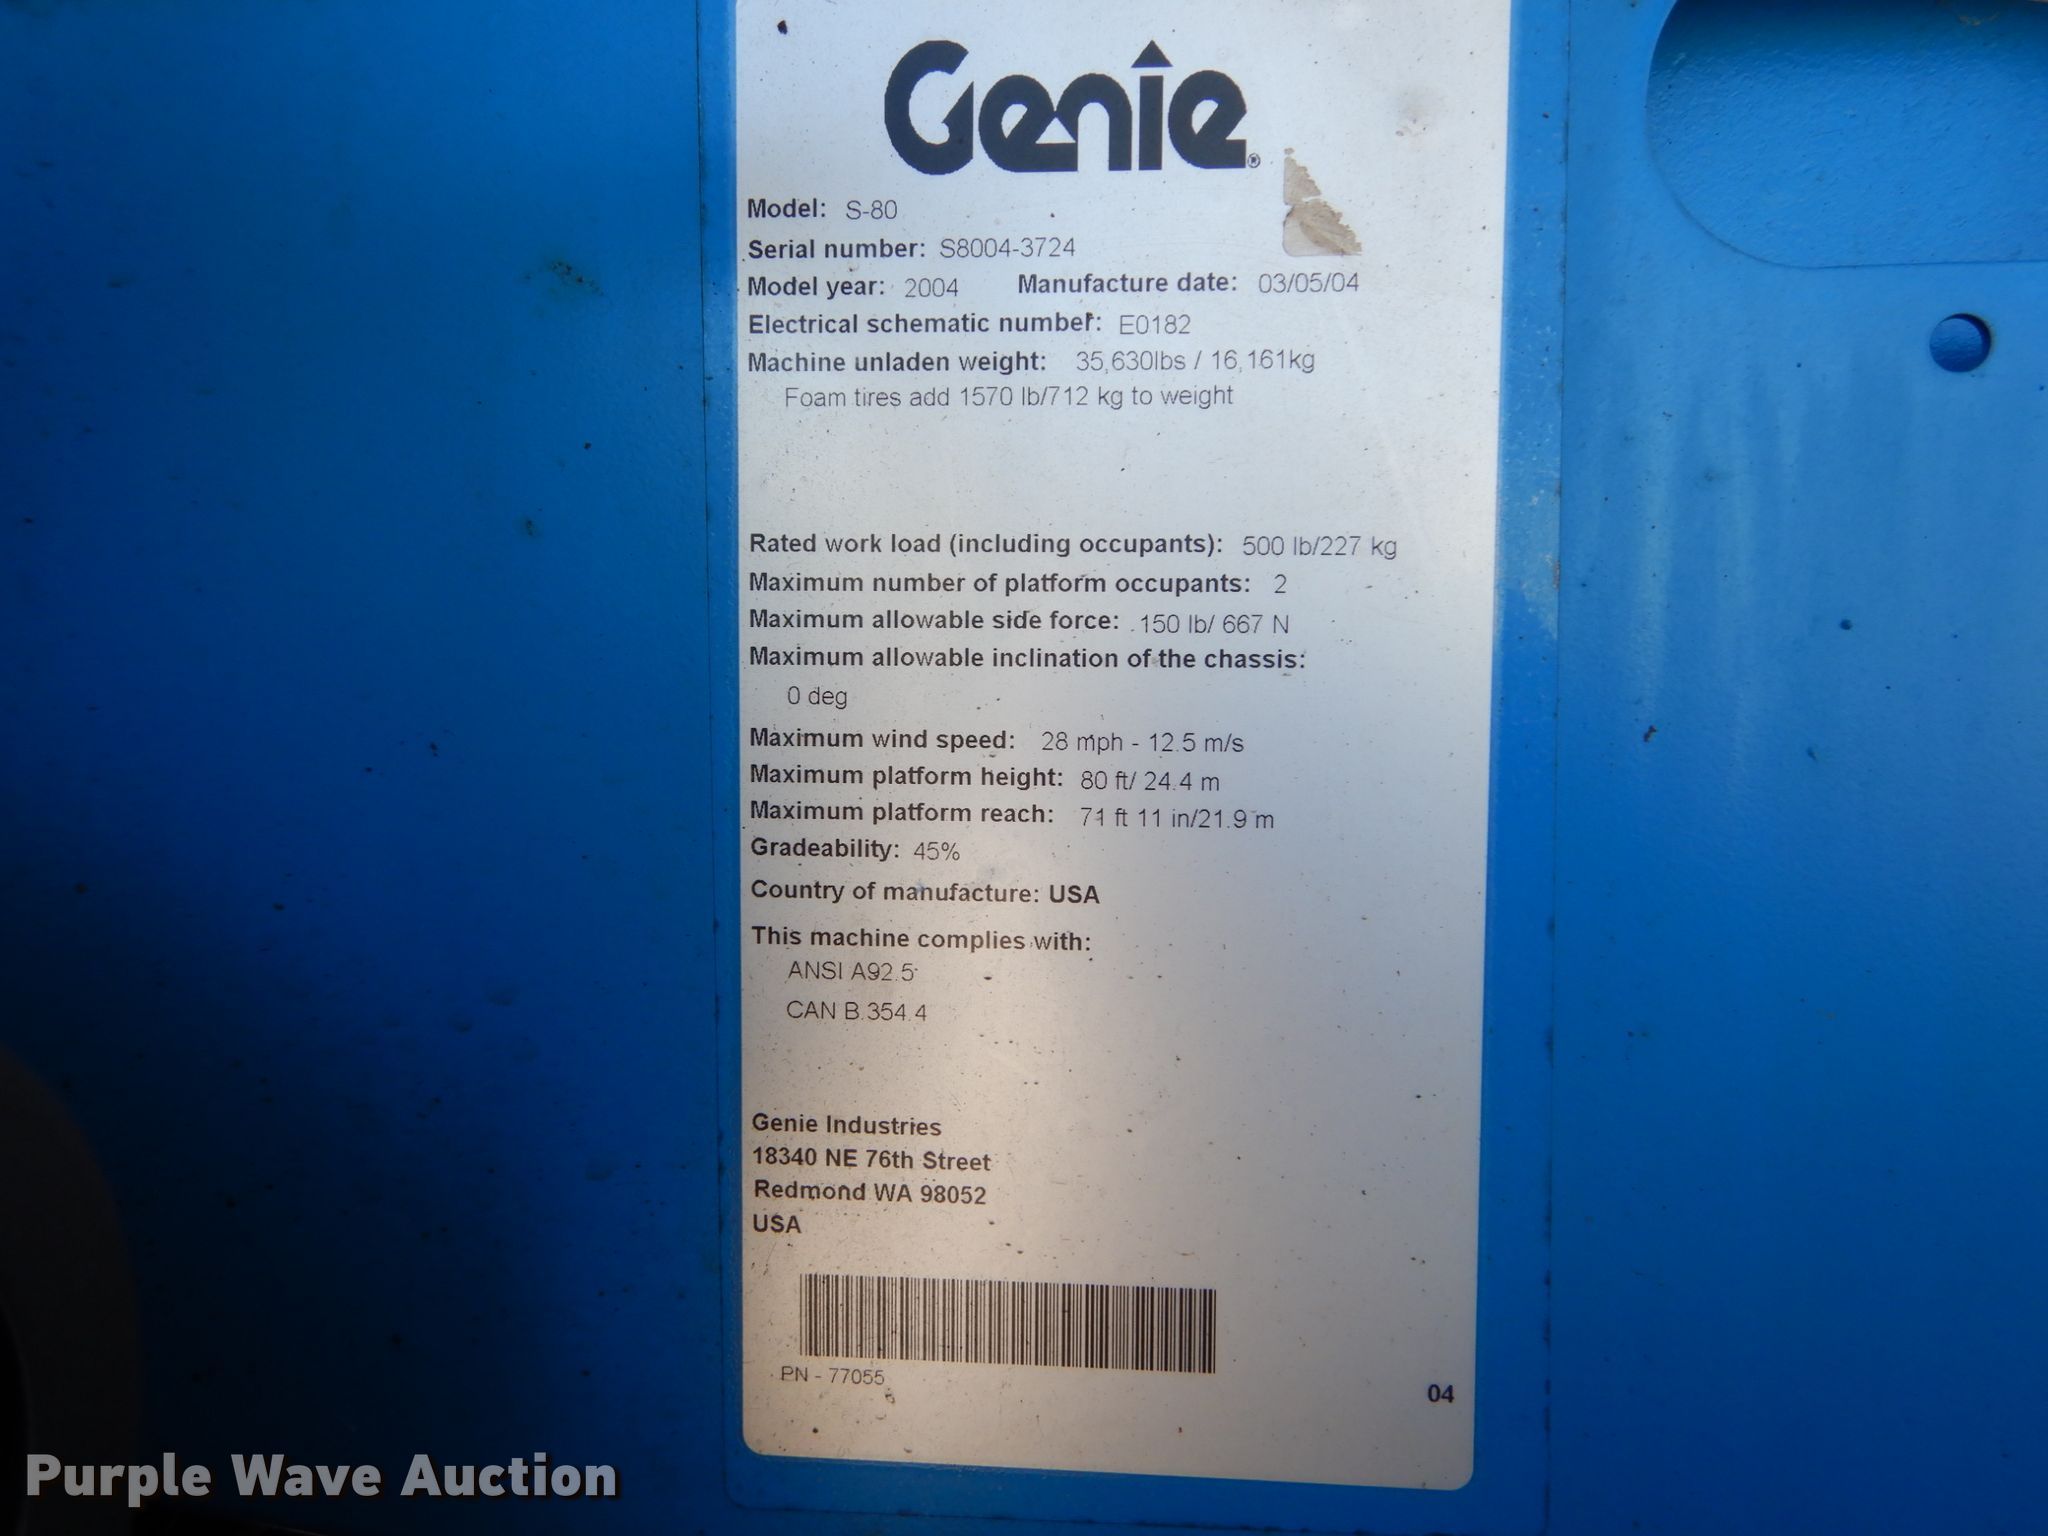 Genie®
Model: S-80
Serial number: S8004-3724
Model year: 2004 Manufacture date: 03/05/04
Electrical schematic number: E0182
Machine unladen weight: 35,630lbs / 16,161kg
Foam tires add 1570 lb/712 kg to weight
Rated work load (including occupants): 500 lb/227 kg
Maximum number of platform occupants: 2
Maximum allowable side force: 150 lb/ 667 N
Maximum allowable inclination of the chassis:
0 deg
Maximum wind speed: 28 mph - 12.5 m/s
Maximum platform height: 80 ft/ 24.4 m
Maximum platform reach: 71 ft 11 in/21.9 m
Gradeability: 45%
Country of manufacture: USA
This machine complies with:
ANSI A92.5
CAN B.354.4
Genie Industries
18340 NE 76th Street
Redmond WA 98052
USA
PN - 77055
04
Purple Wave Auction